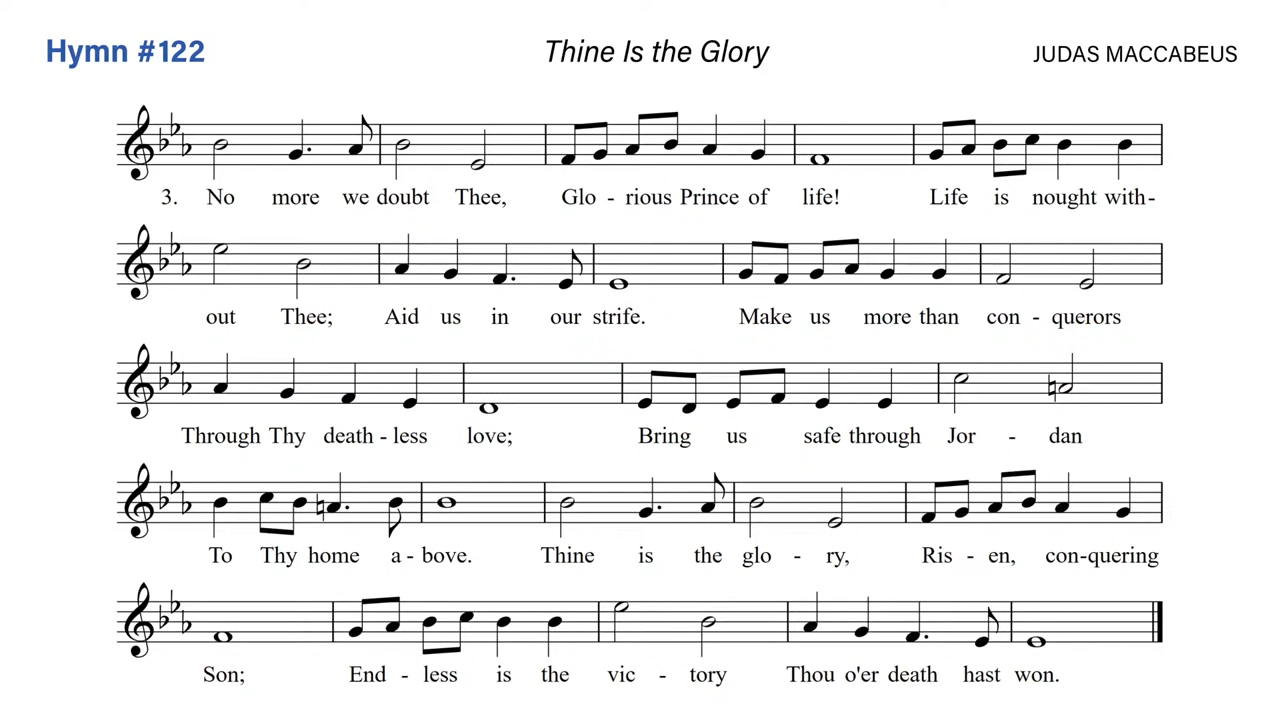 Hymn #122
Thine Is the Glory
JUDAS MACCABEUS
3. No more we doubt Thee, Glo - rious Prince of life! Life is nought with-
out Thee; Aid us in our strife. Make us more than con - querors
Through Thy death - less love; Bring us safe through Jor - dan
To Thy home a - bove. Thine is the glo - ry, Ris - en, con-quering
Son; End - less is the vic - tory Thou o'er death hast won.